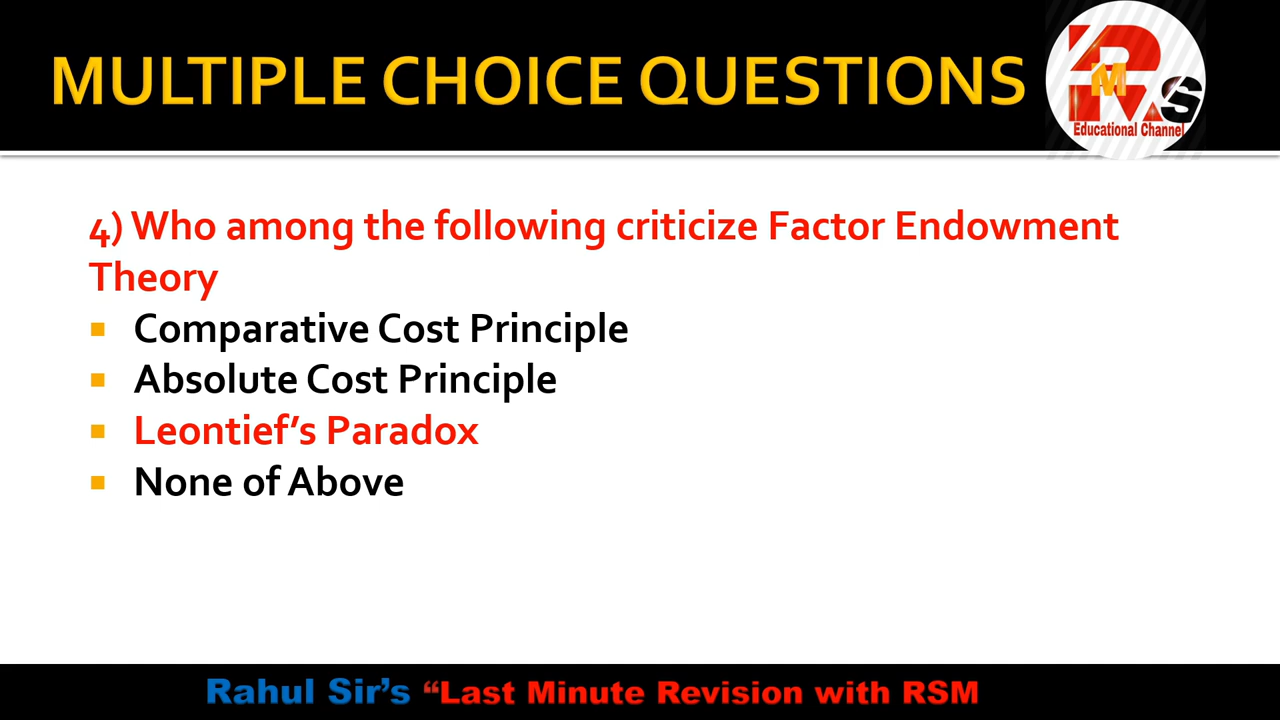 MULTIPLE CHOICE QUESTIONS
RMS
Educational Channel
4) Who among the following criticize Factor Endowment
Theory
Comparative Cost Principle
Absolute Cost Principle
Leontief’s Paradox
None of Above
Rahul Sir’s “Last Minute Revision with RSM